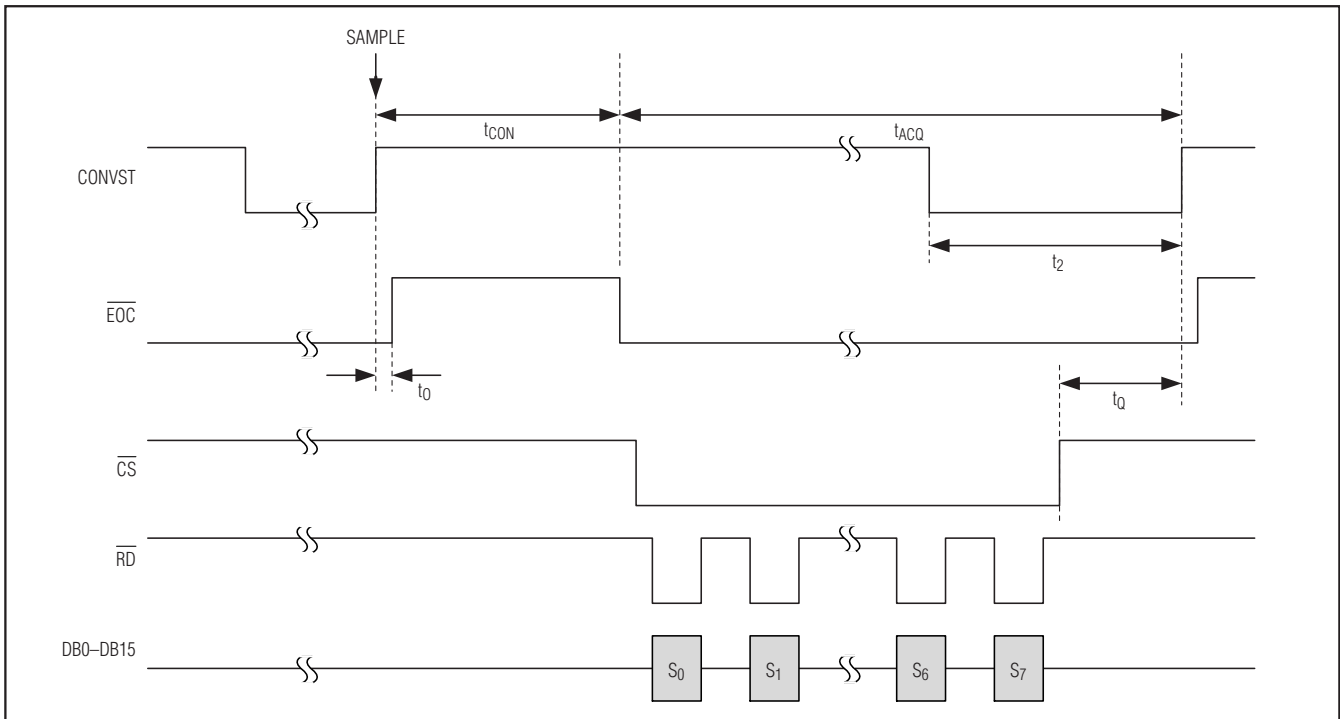 SAMPLE
tCON
tACQ
CONVST
t2
EOC
t0
tQ
CS
RD
DB0–DB15
S0 S1 S6 S7